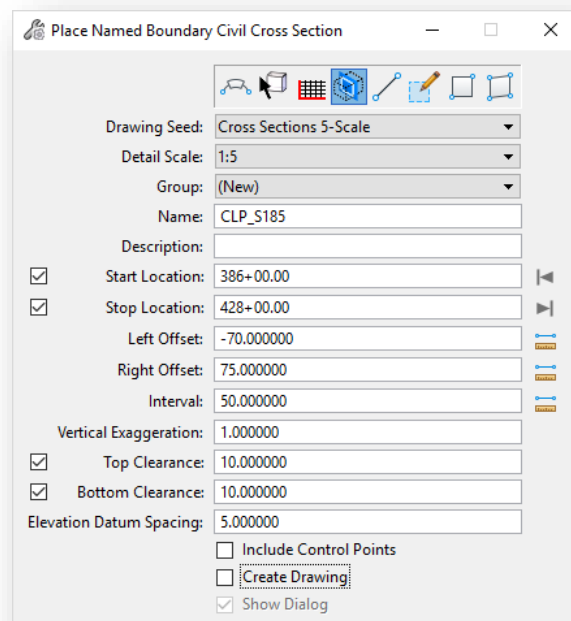 Place Named Boundary Civil Cross Section
Drawing Seed: Cross Sections 5-Scale
Detail Scale: 1:5
Group: (New)
Name: CLP_S185
Description:
Start Location: 386+00.00
Stop Location: 428+00.00
Left Offset: -70.000000
Right Offset: 75.000000
Interval: 50.000000
Vertical Exaggeration: 1.000000
Top Clearance: 10.000000
Bottom Clearance: 10.000000
Elevation Datum Spacing: 5.000000
Include Control Points
Create Drawing
Show Dialog